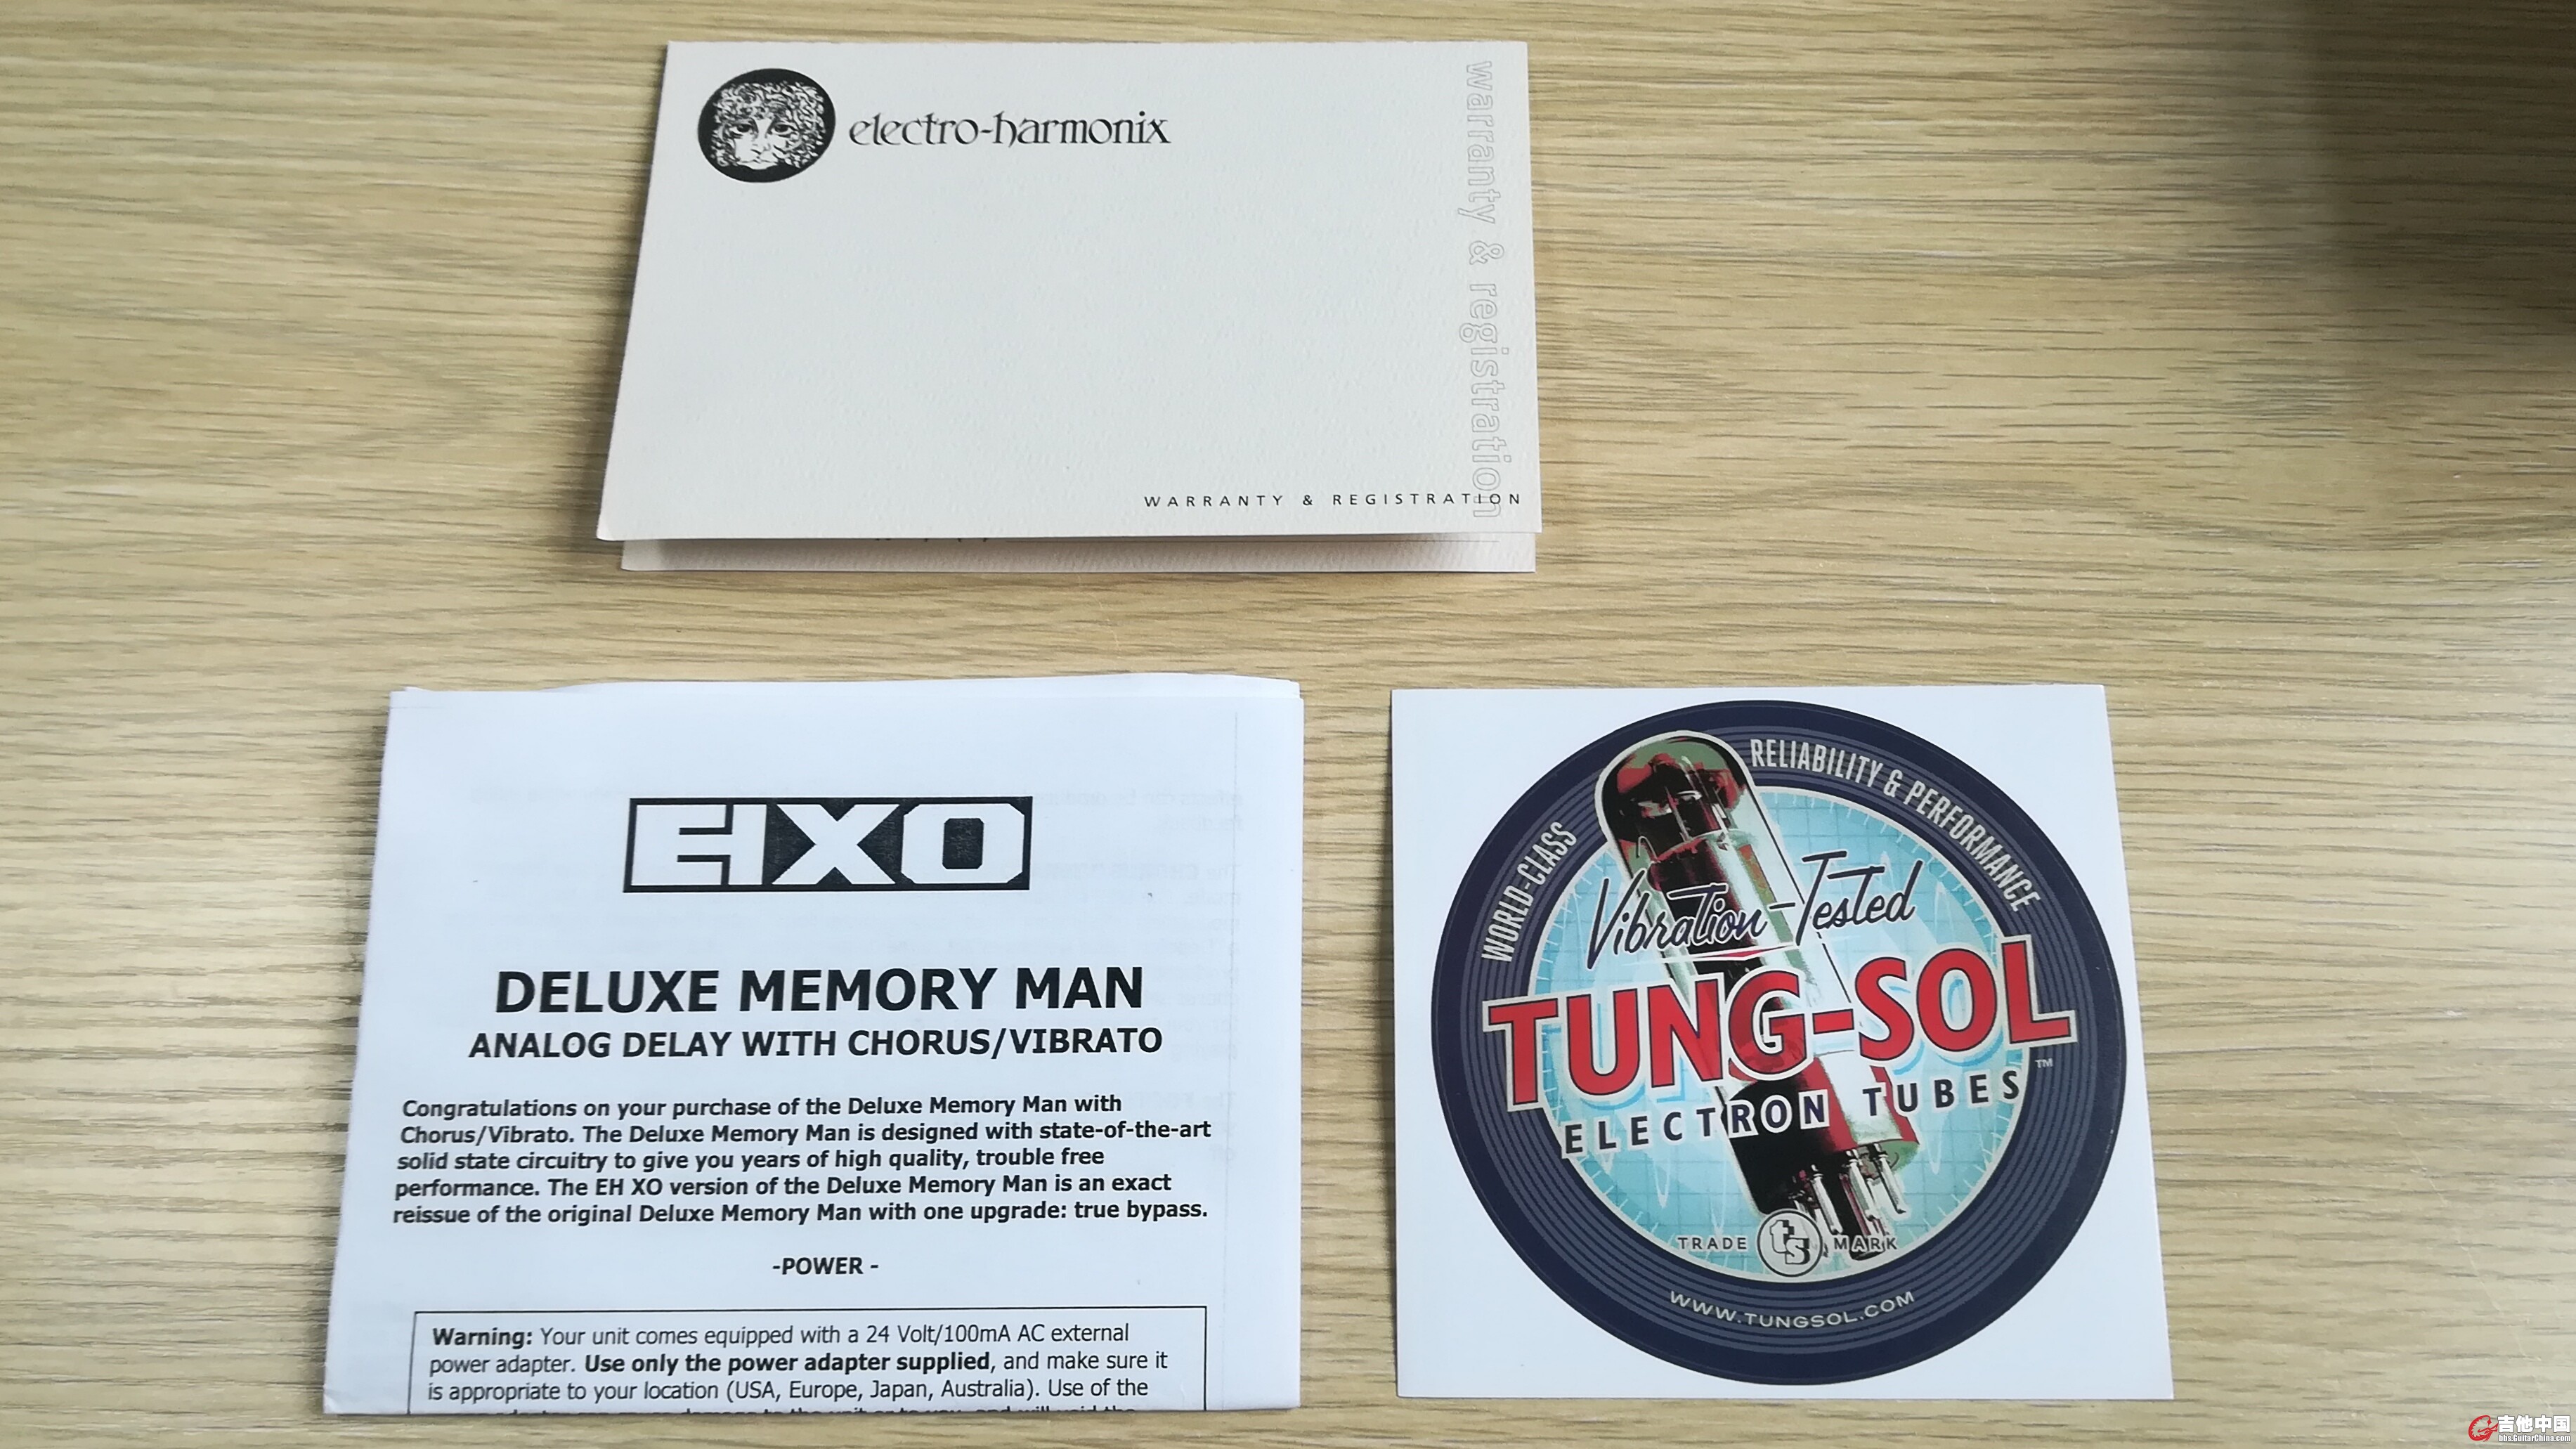 electro-harmonix
warranty & registration
WARRANTY & REGISTRATION
EHXO
DELUXE MEMORY MAN
ANALOG DELAY WITH CHORUS/VIBRATO
Congratulations on your purchase of the Deluxe Memory Man with
Chorus/Vibrato. The Deluxe Memory Man is designed with state-of-the-art
solid state circuitry to give you years of high quality, trouble free
performance. The EH XO version of the Deluxe Memory Man is an exact
reissue of the original Deluxe Memory Man with one upgrade: true bypass.
-POWER -
Warning: Your unit comes equipped with a 24 Volt/100mA AC external
power adapter. Use only the power adapter supplied, and make sure it
is appropriate to your location (USA, Europe, Japan, Australia). Use of the
WORLD-CLASS
RELIABILITY & PERFORMANCE
Vibration-Tested
TUNG-SOL
™
ELECTRON TUBES
TRADE ts MARK
WWW.TUNGSOL.COM
吉他中国
bbs.GuitarChina.com